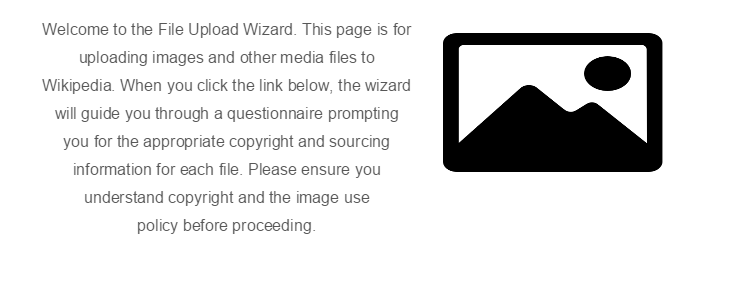 Welcome to the File Upload Wizard. This page is for
uploading images and other media files to
Wikipedia. When you click the link below, the wizard
will guide you through a questionnaire prompting
you for the appropriate copyright and sourcing
information for each file. Please ensure you
understand copyright and the image use
policy before proceeding.